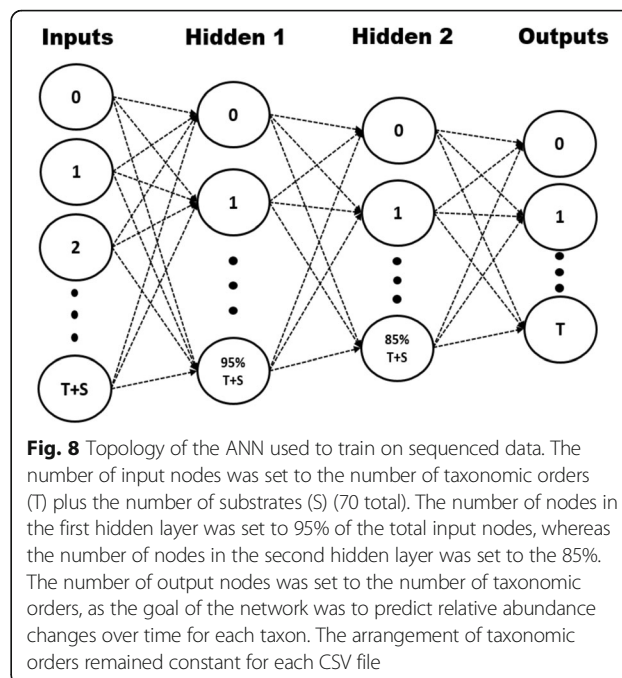 Inputs Hidden 1 Hidden 2 Outputs
0 0 0 0
1 1 1 1
2
T+S 95% T+S 85% T+S T
Fig. 8 Topology of the ANN used to train on sequenced data. The
number of input nodes was set to the number of taxonomic orders
(T) plus the number of substrates (S) (70 total). The number of nodes in
the first hidden layer was set to 95% of the total input nodes, whereas
the number of nodes in the second hidden layer was set to the 85%.
The number of output nodes was set to the number of taxonomic
orders, as the goal of the network was to predict relative abundance
changes over time for each taxon. The arrangement of taxonomic
orders remained constant for each CSV file